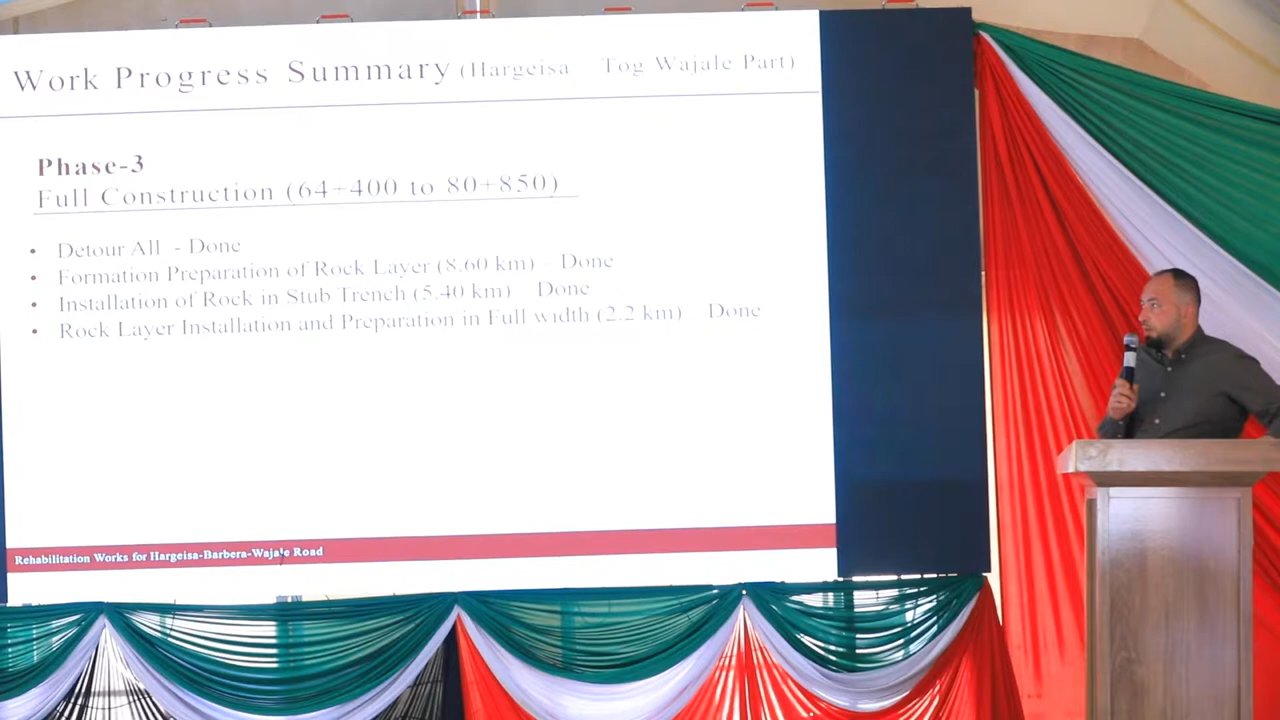 Work Progress Summary (Hargeisa Tog Wajale Part)
Phase-3
Full Construction (64+400 to 80+850)
• Detour All - Done
• Formation Preparation of Rock Layer (8.60 km) – Done
• Installation of Rock in Stub Trench (5.40 km) Done
• Rock Layer Installation and Preparation in Full width (2.2 km) Done
Rehabilitation Works for Hargeisa-Barbera-Wajale Road